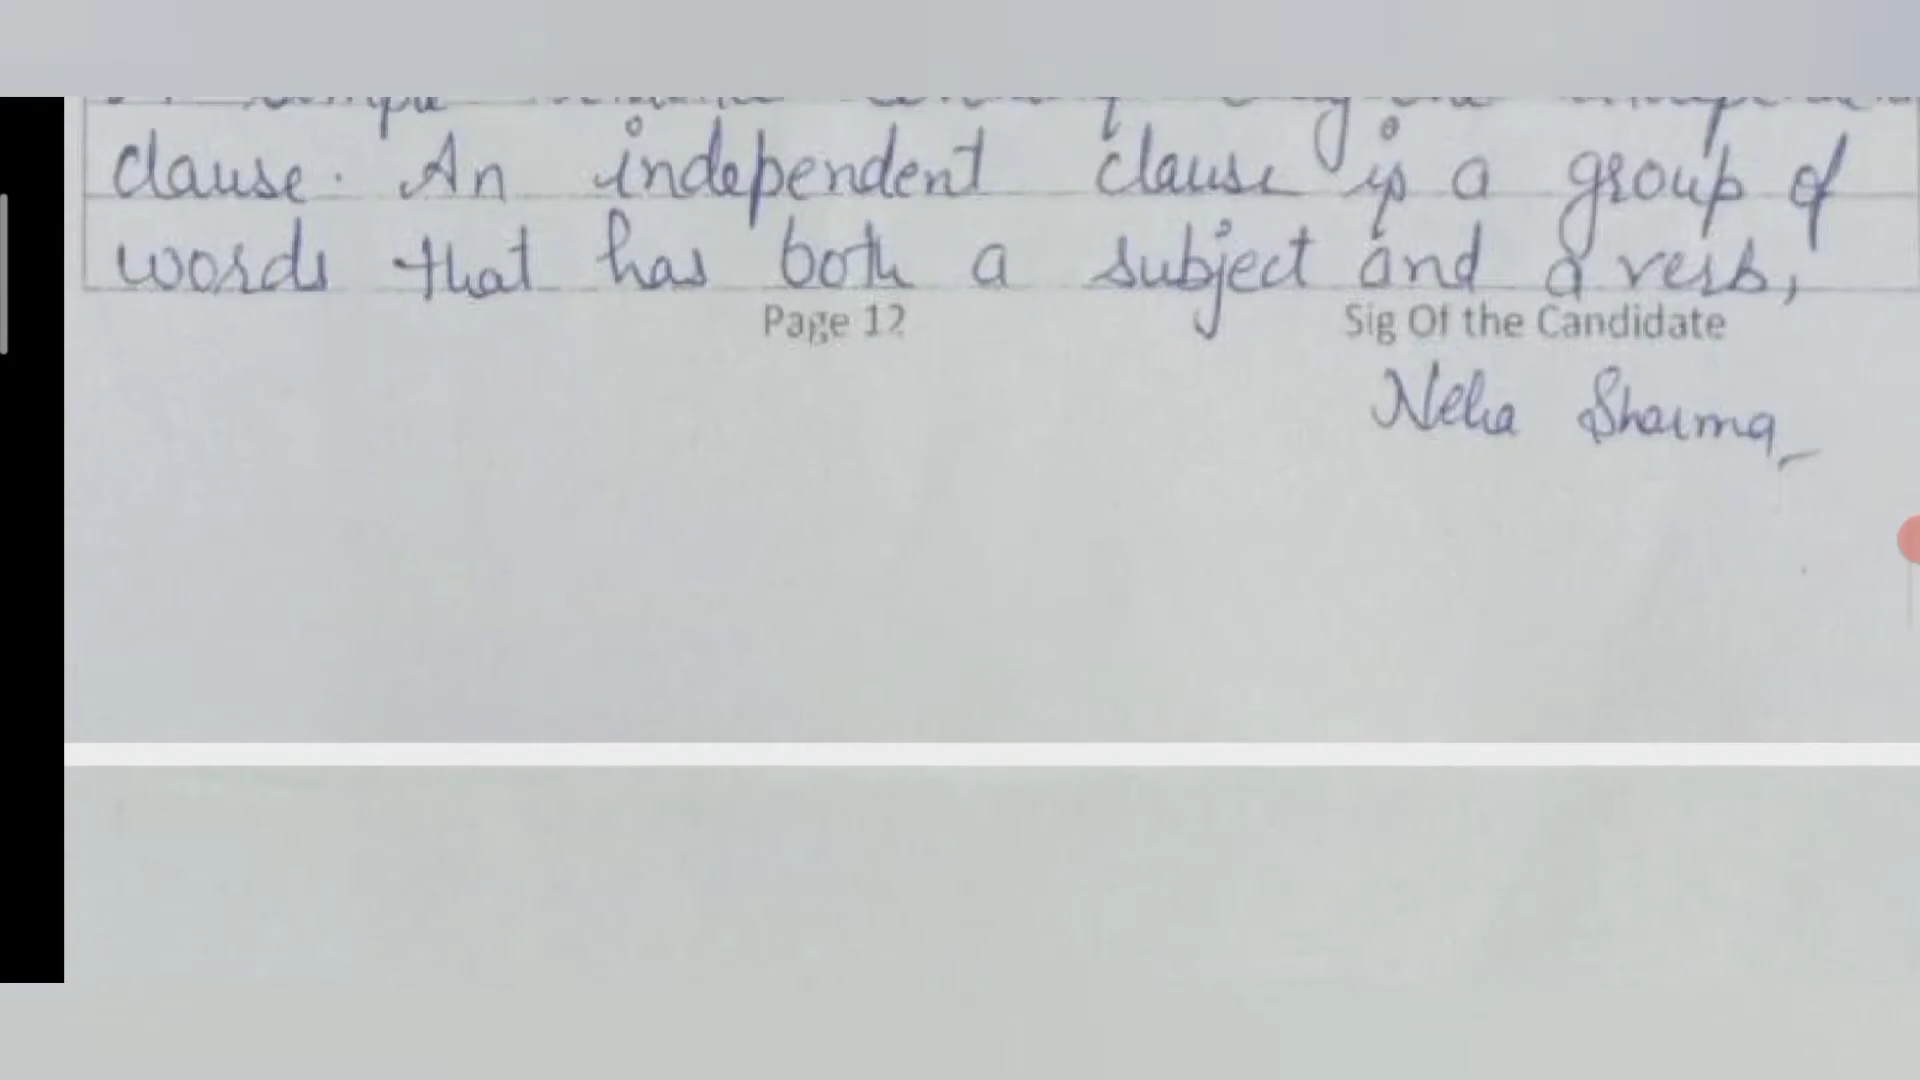 clause. An independent clause is a group of
words that has both a subject and a verb,
Page 12 Sig Of the Candidate
Neha Sharma